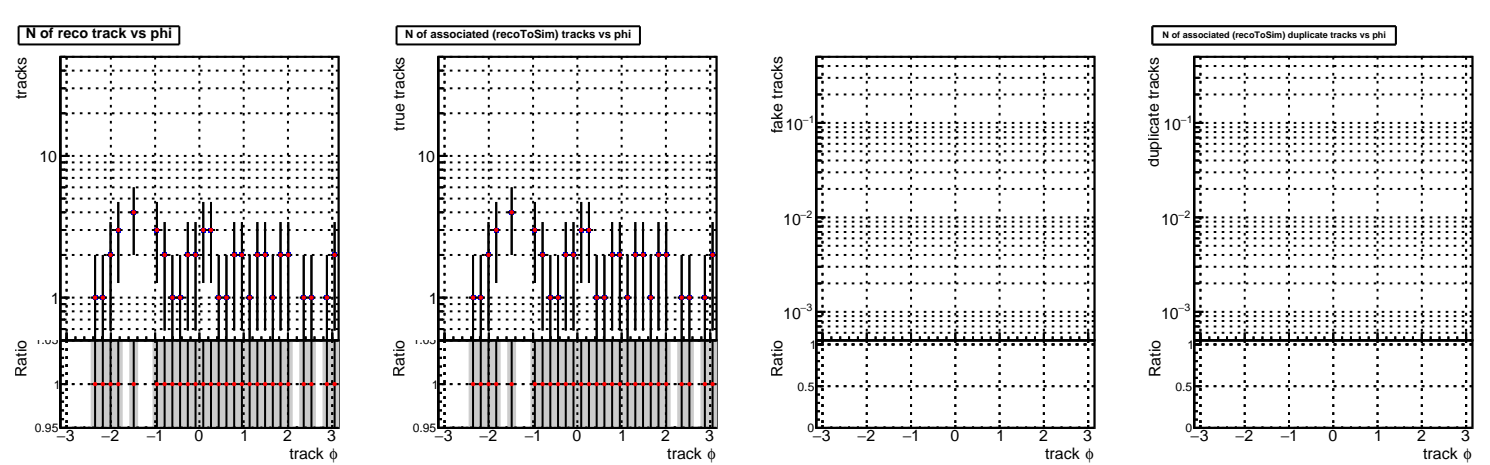 N of reco track vs phi
tracks
10
1
Ratio
1
0.95
−3 −2 −1 0 1 2 3
track ϕ
N of associated (recoToSim) tracks vs phi
true tracks
10
1
Ratio
1
0.95
−3 −2 −1 0 1 2 3
track ϕ
fake tracks
10−1
10−2
10−3
Ratio
1
0.5
0
−3 −2 −1 0 1 2 3
track ϕ
N of associated (recoToSim) duplicate tracks vs phi
duplicate tracks
10−1
10−2
10−3
Ratio
1
0.5
0
−3 −2 −1 0 1 2 3
track ϕ